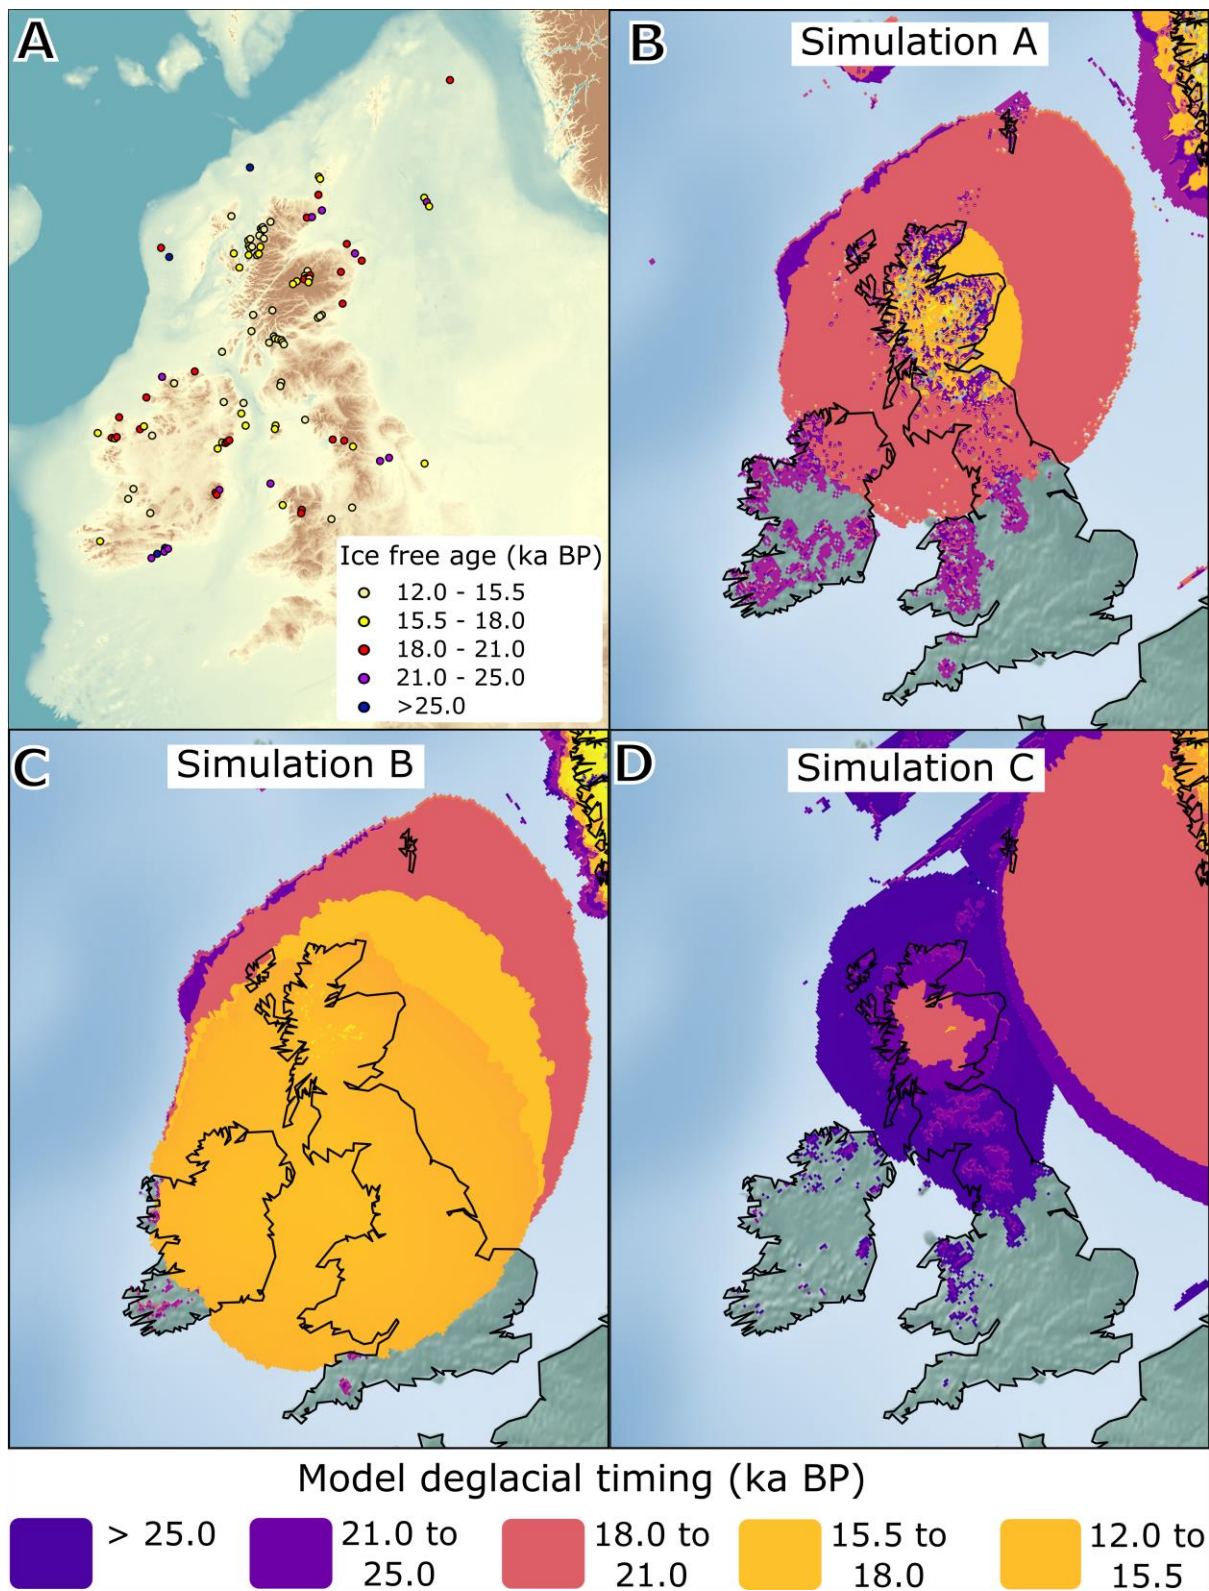 A
B
Simulation A
Ice free age (ka BP)
12.0 - 15.5
15.5 - 18.0
18.0 - 21.0
21.0 - 25.0
>25.0
C
Simulation B
D
Simulation C
Model deglacial timing (ka BP)
> 25.0
21.0 to
25.0
18.0 to
21.0
15.5 to
18.0
12.0 to
15.5